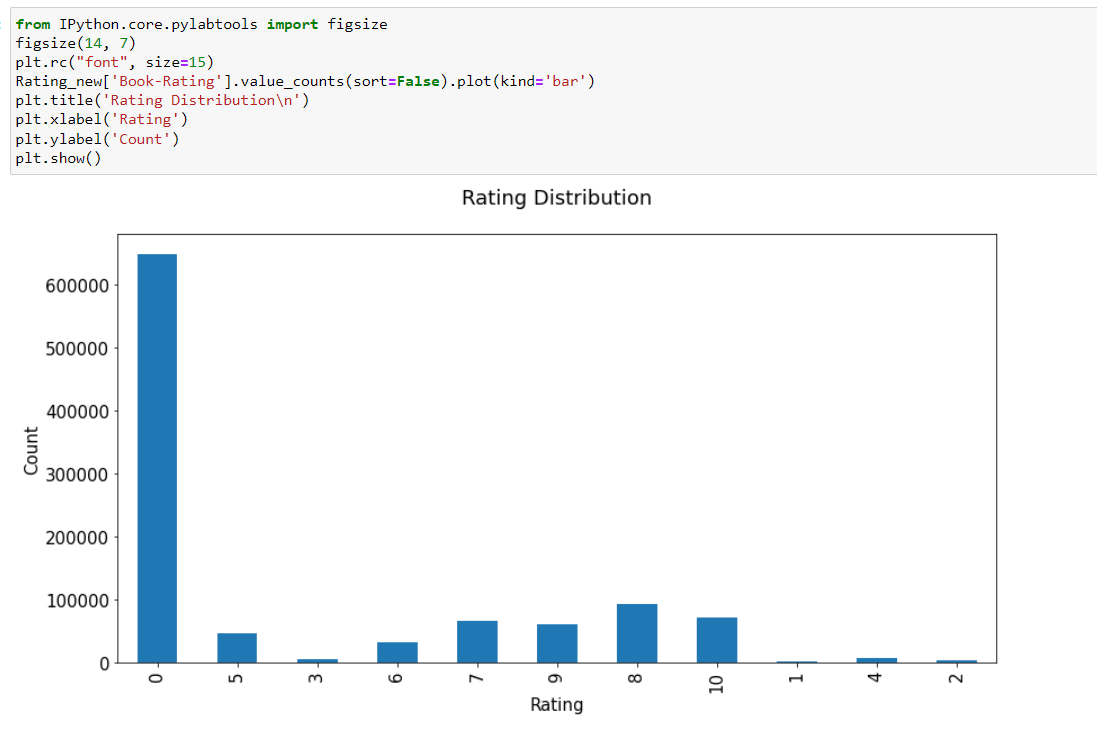 from IPython.core.pylabtools import figsize
figsize(14, 7)
plt.rc("font", size=15)
Rating_new['Book-Rating'].value_counts(sort=False).plot(kind='bar')
plt.title('Rating Distribution\n')
plt.xlabel('Rating')
plt.ylabel('Count')
plt.show()
Rating Distribution
Count
600000
500000
400000
300000
200000
100000
0
0 5 3 6 7 9 8 10 1 4 2
Rating